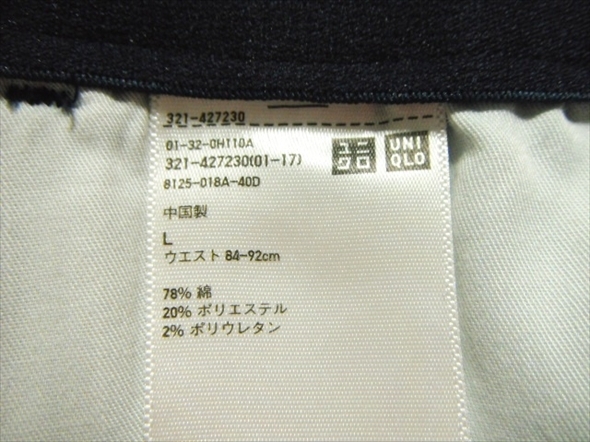 321-427230
01-32-0H110A
321-427230(01-17)
8125-018A-40D
ユニ
クロ
UNI
QLO
中国製
L
ウエスト 84-92cm
78% 綿
20% ポリエステル
2% ポリウレタン